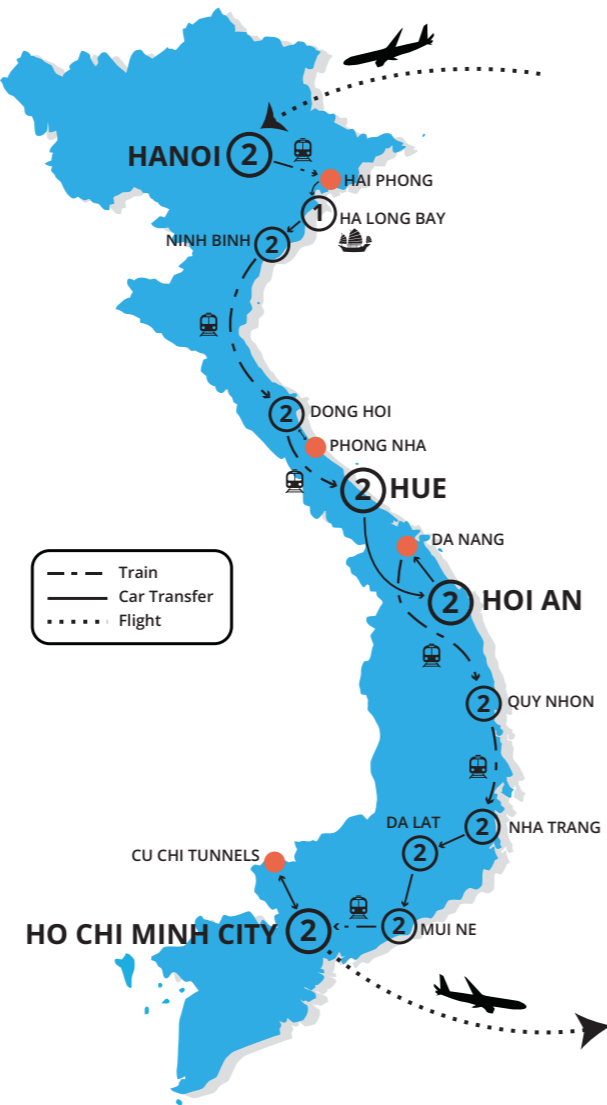 HANOI 2
HAI PHONG
1 HA LONG BAY
NINH BINH 2
2 DONG HOI
PHONG NHA
2 HUE
DA NANG
Train
Car Transfer
Flight
2 HOI AN
2 QUY NHON
DA LAT
2 NHA TRANG
2
CU CHI TUNNELS
HO CHI MINH CITY 2
2 MUI NE